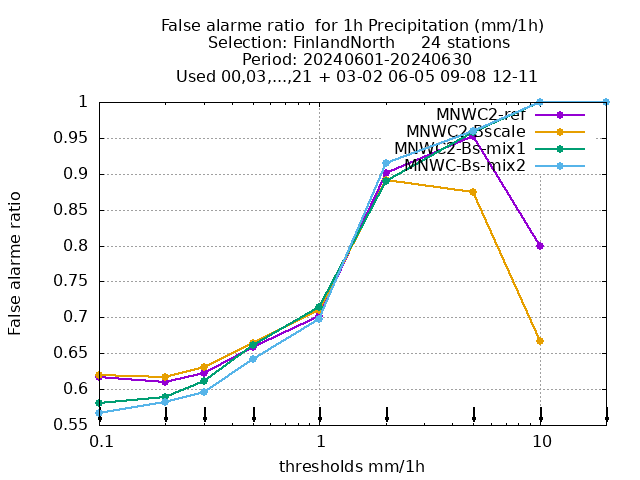 False alarme ratio  for 1h Precipitation (mm/1h)
Selection: FinlandNorth     24 stations
Period: 20240601-20240630
Used 00,03,...,21 + 03-02 06-05 09-08 12-11
False alarme ratio
1
0.95
0.9
0.85
0.8
0.75
0.7
0.65
0.6
0.55
MNWC2-ref
MNWC2-Bscale
MNWC2-Bs-mix1
MNWC-Bs-mix2
0.1 1 10
thresholds mm/1h